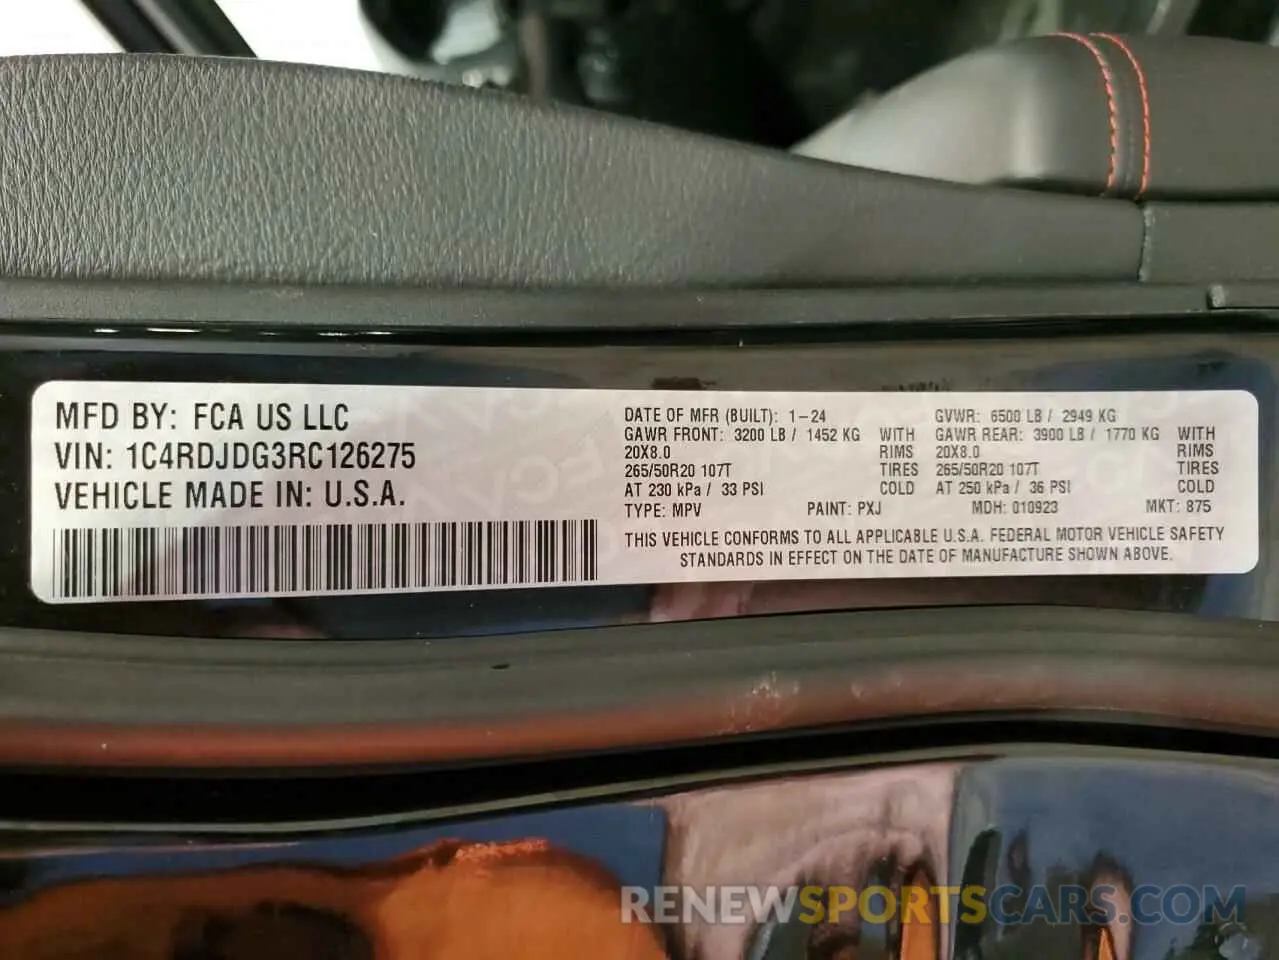 MFD BY: FCA US LLC
VIN: 1C4RDJDG3RC126275
VEHICLE MADE IN: U.S.A.
DATE OF MFR (BUILT): 1-24 GVWR: 6500 LB / 2949 KG
GAWR FRONT: 3200 LB / 1452 KG WITH GAWR REAR: 3900 LB / 1770 KG WITH
20X8.0 RIMS 20X8.0 RIMS
265/50R20 107T TIRES 265/50R20 107T TIRES
AT 230 kPa / 33 PSI COLD AT 250 kPa / 36 PSI COLD
TYPE: MPV PAINT: PXJ MDH: 010923 MKT: 875
THIS VEHICLE CONFORMS TO ALL APPLICABLE U.S.A. FEDERAL MOTOR VEHICLE SAFETY
STANDARDS IN EFFECT ON THE DATE OF MANUFACTURE SHOWN ABOVE.
RENEWSPORTSCARS.COM